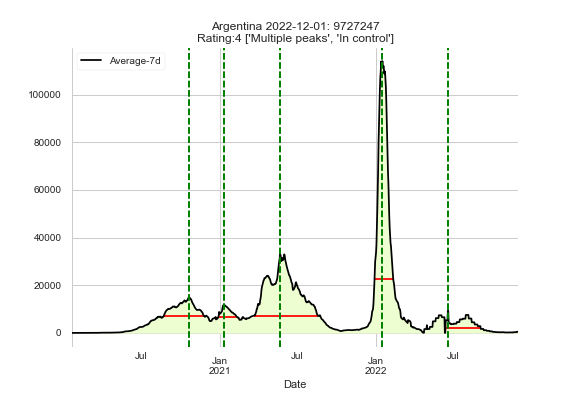 Argentina 2022-12-01: 9727247
Rating:4 ['Multiple peaks', 'In control']
Average-7d
100000
80000
60000
40000
20000
0
Jul
Jan
2021
Jul
Jan
2022
Jul
Date